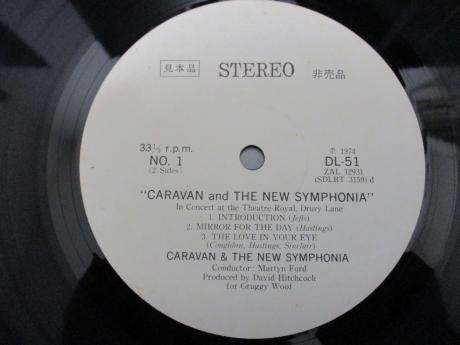 見本品 STEREO 非売品
33⅓ r.p.m. ℗ 1974
NO. 1 DL-51
(2 Sides) ZAL 12931
(SDLBT 3159) d
"CARAVAN and THE NEW SYMPHONIA"
In Concert at the Theatre Royal, Drury Lane
1. INTRODUCTION (Jeffs)
2. MIRROR FOR THE DAY (Hastings)
3. THE LOVE IN YOUR EYE
(Coughlan, Hastings, Sinclair)
CARAVAN & THE NEW SYMPHONIA
Conductor: Martyn Ford
Produced by David Hitchcock
for Gruggy Woof